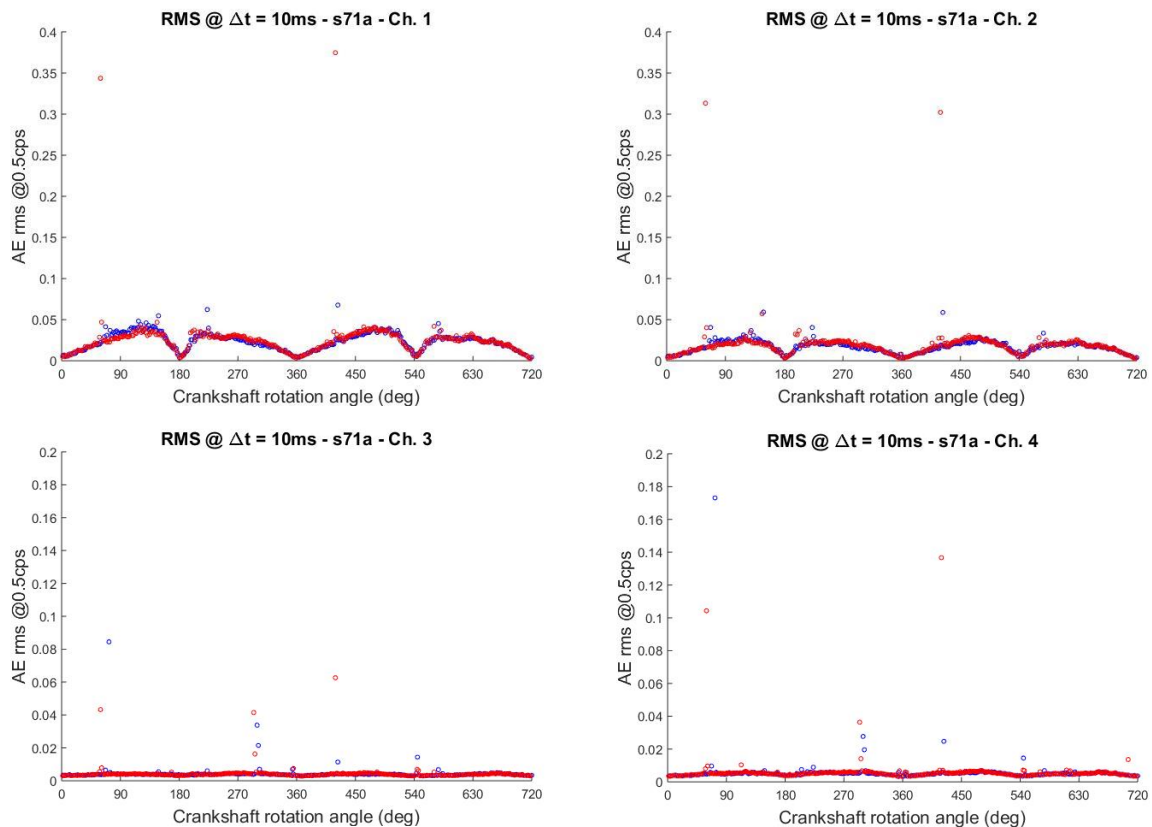 RMS @ Δt = 10ms - s71a - Ch. 1
0.4
0.35
0.3
0.25
0.2
0.15
0.1
0.05
0
AE rms @0.5cps
0 90 180 270 360 450 540 630 720
Crankshaft rotation angle (deg)
RMS @ Δt = 10ms - s71a - Ch. 2
0.4
0.35
0.3
0.25
0.2
0.15
0.1
0.05
0
AE rms @0.5cps
0 90 180 270 360 450 540 630 720
Crankshaft rotation angle (deg)
RMS @ Δt = 10ms - s71a - Ch. 3
0.2
0.18
0.16
0.14
0.12
0.1
0.08
0.06
0.04
0.02
0
AE rms @0.5cps
0 90 180 270 360 450 540 630 720
Crankshaft rotation angle (deg)
RMS @ Δt = 10ms - s71a - Ch. 4
0.2
0.18
0.16
0.14
0.12
0.1
0.08
0.06
0.04
0.02
0
AE rms @0.5cps
0 90 180 270 360 450 540 630 720
Crankshaft rotation angle (deg)